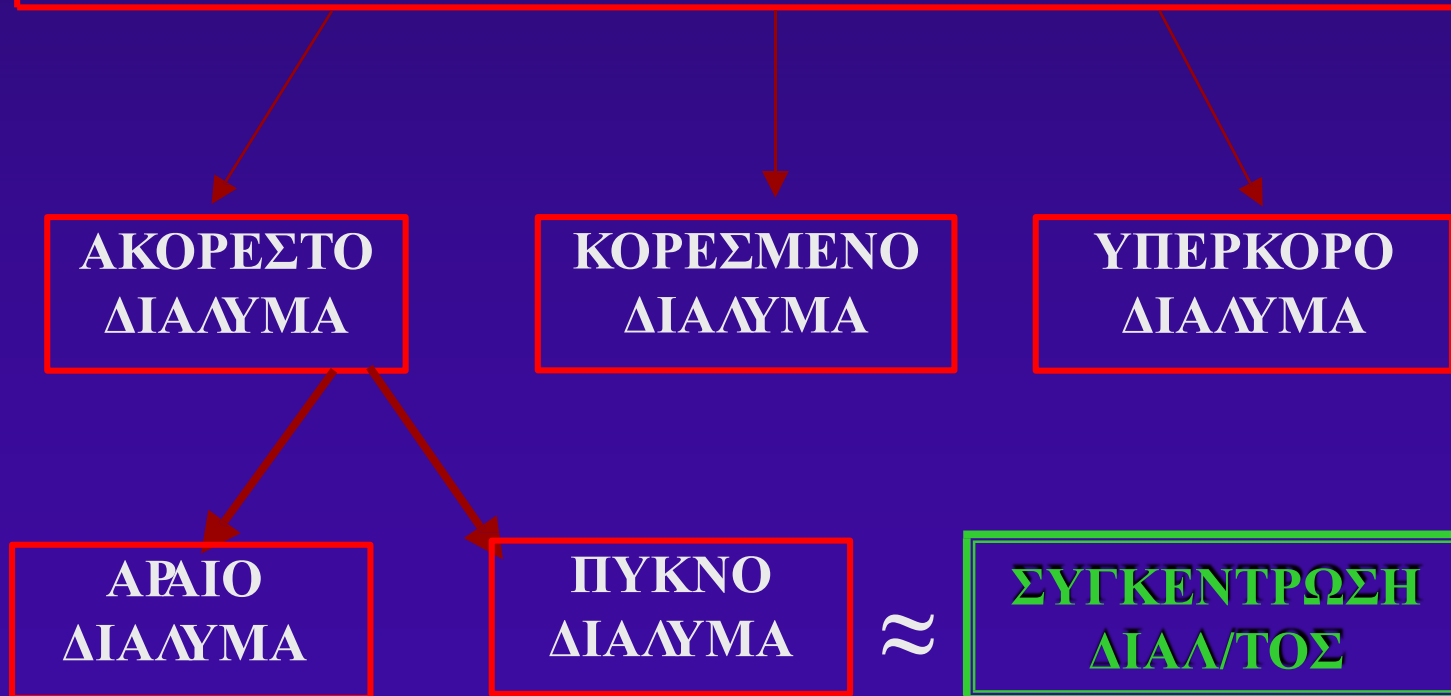 ΑΚΟΡΕΣΤΟ
ΔΙΑΛΥΜΑ
ΚΟΡΕΣΜΕΝΟ
ΔΙΑΛΥΜΑ
ΥΠΕΡΚΟΡΟ
ΔΙΑΛΥΜΑ
ΑΡΑΙΟ
ΔΙΑΛΥΜΑ
ΠΥΚΝΟ
ΔΙΑΛΥΜΑ
≈
ΣΥΓΚΕΝΤΡΩΣΗ
ΔΙΑΛ/ΤΟΣ